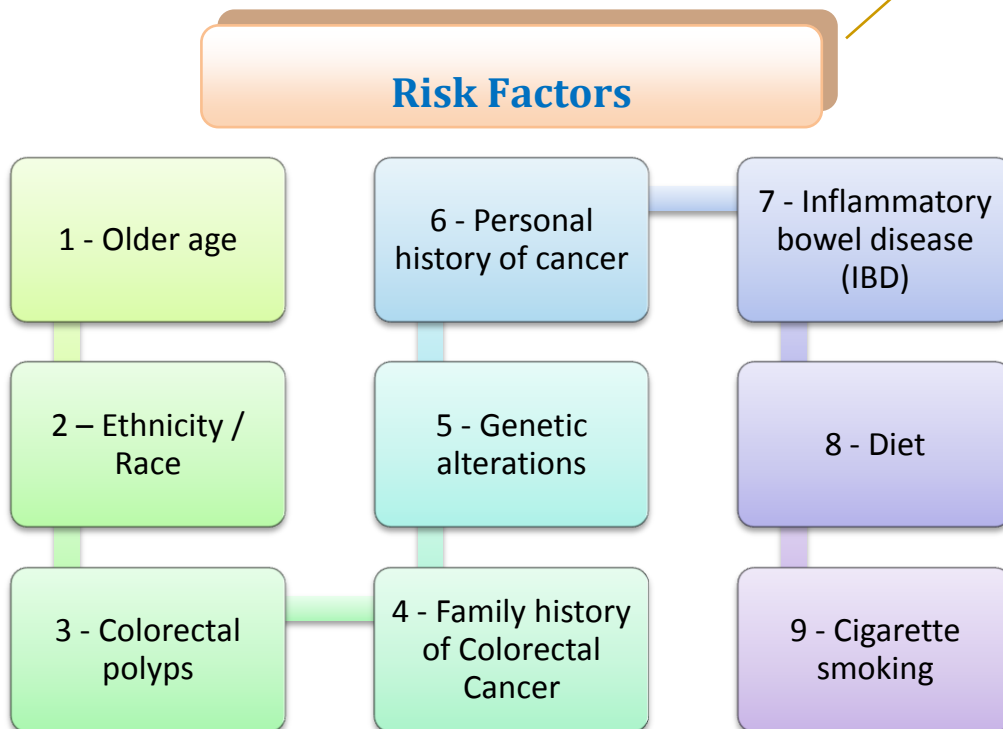 Risk Factors
1 - Older age
2 – Ethnicity /
Race
3 - Colorectal
polyps
4 - Family history
of Colorectal
Cancer
5 - Genetic
alterations
6 - Personal
history of cancer
7 - Inflammatory
bowel disease
(IBD)
8 - Diet
9 - Cigarette
smoking